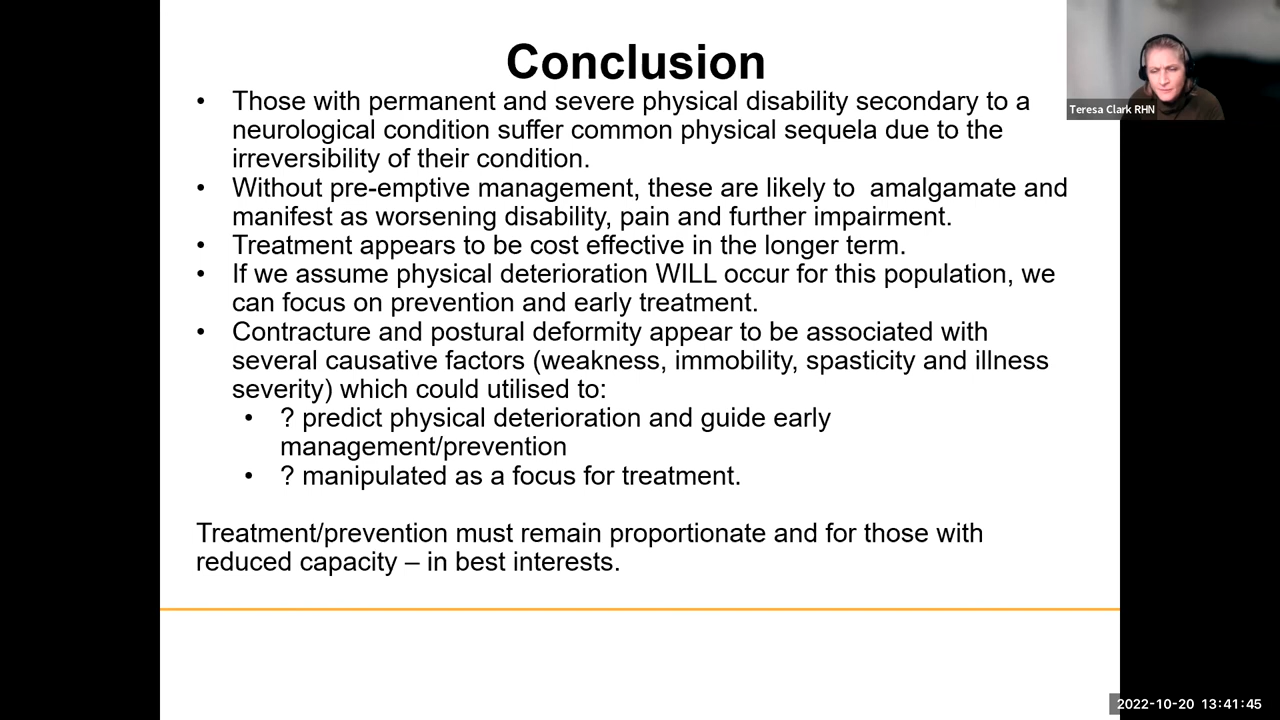 Conclusion
• Those with permanent and severe physical disability secondary to a
neurological condition suffer common physical sequela due to the
irreversibility of their condition.
• Without pre-emptive management, these are likely to  amalgamate and
manifest as worsening disability, pain and further impairment.
• Treatment appears to be cost effective in the longer term.
• If we assume physical deterioration WILL occur for this population, we
can focus on prevention and early treatment.
• Contracture and postural deformity appear to be associated with
several causative factors (weakness, immobility, spasticity and illness
severity) which could utilised to:
• ? predict physical deterioration and guide early
management/prevention
• ? manipulated as a focus for treatment.
Treatment/prevention must remain proportionate and for those with
reduced capacity – in best interests.
Teresa Clark RHN
2022-10-20 13:41:45